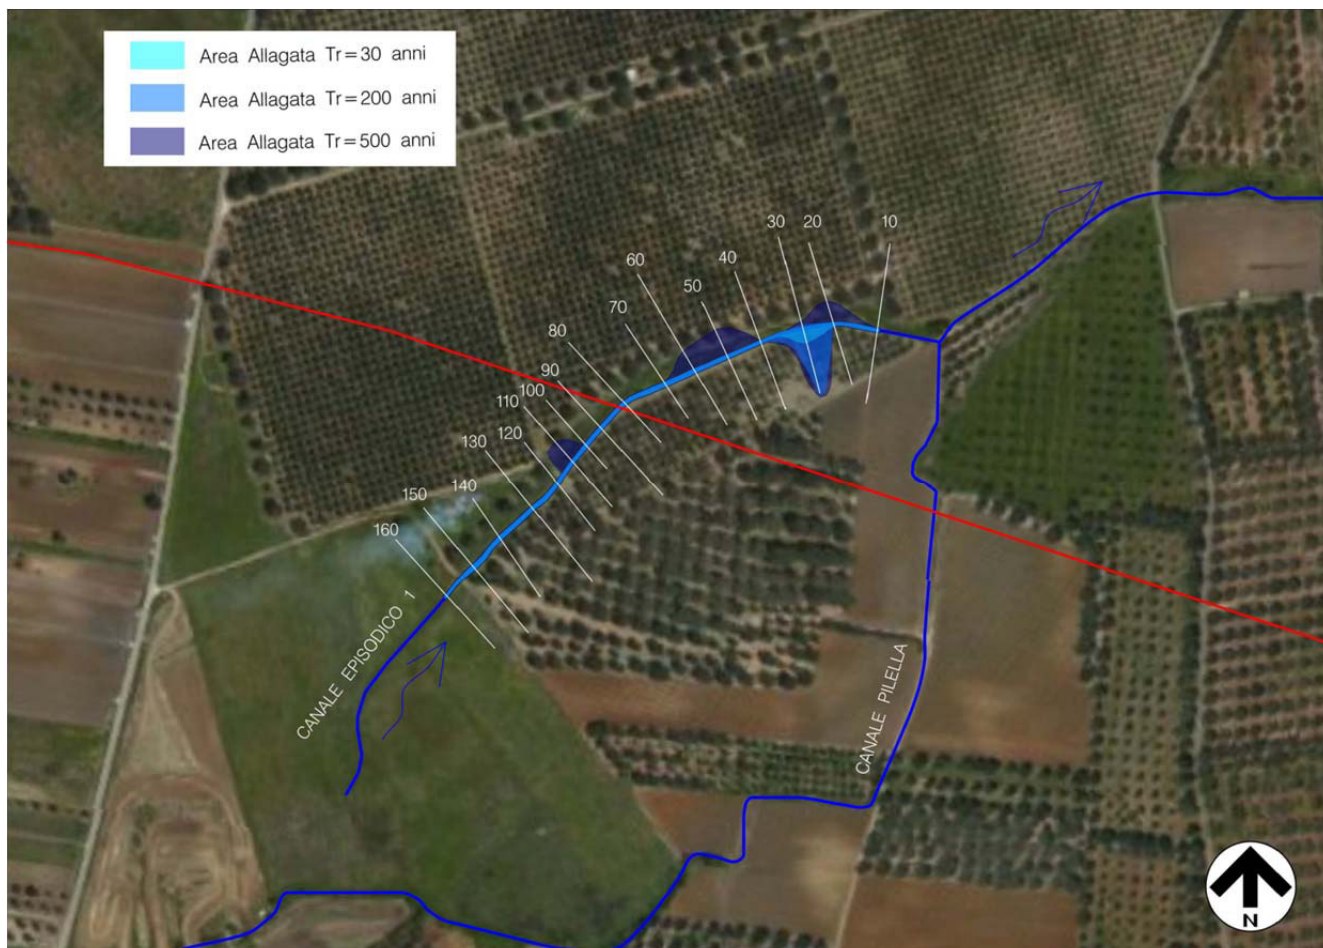 Area Allagata Tr=30 anni
Area Allagata Tr=200 anni
Area Allagata Tr=500 anni
10
20
30
40
50
60
70
80
90
100
110
120
130
140
150
160
CANALE EPISODICO 1
CANALE PILELLA
N